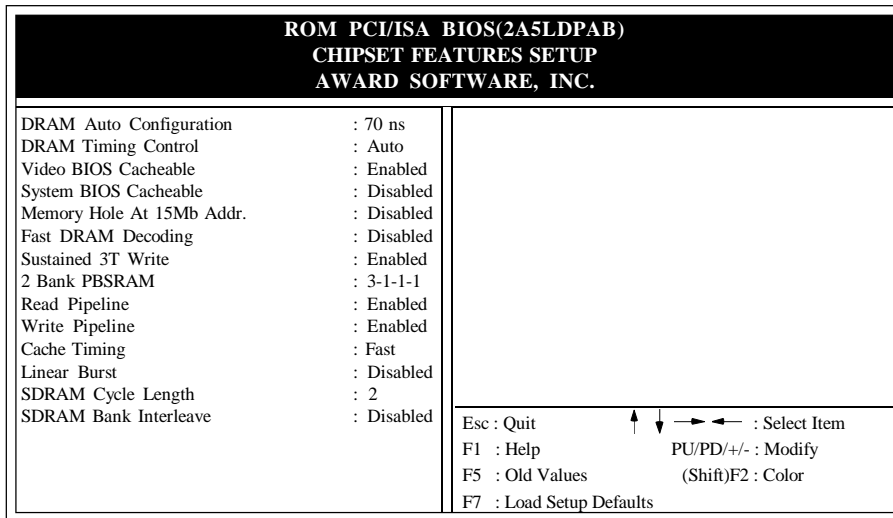 ROM PCI/ISA BIOS(2A5LDPAB)
CHIPSET FEATURES SETUP
AWARD SOFTWARE, INC.
DRAM Auto Configuration : 70 ns
DRAM Timing Control : Auto
Video BIOS Cacheable : Enabled
System BIOS Cacheable : Disabled
Memory Hole At 15Mb Addr. : Disabled
Fast DRAM Decoding : Disabled
Sustained 3T Write : Enabled
2 Bank PBSRAM : 3-1-1-1
Read Pipeline : Enabled
Write Pipeline : Enabled
Cache Timing : Fast
Linear Burst : Disabled
SDRAM Cycle Length : 2
SDRAM Bank Interleave : Disabled
Esc : Quit ↑ ↓ → ← : Select Item
F1 : Help PU/PD/+/- : Modify
F5 : Old Values (Shift)F2 : Color
F7 : Load Setup Defaults